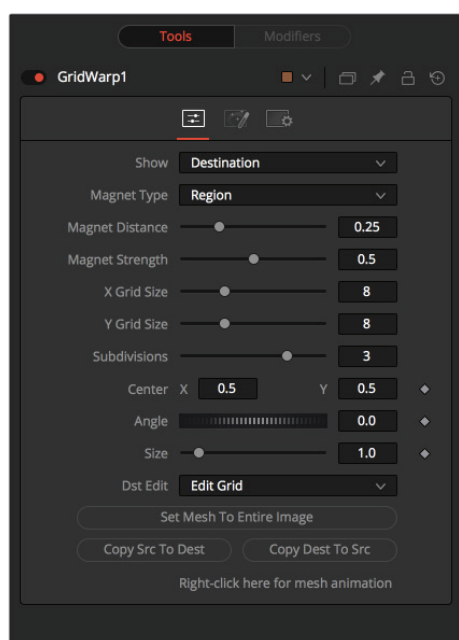 Tools Modifiers
GridWarp1
Show Destination
Magnet Type Region
Magnet Distance 0.25
Magnet Strength 0.5
X Grid Size 8
Y Grid Size 8
Subdivisions 3
Center X 0.5 Y 0.5
Angle 0.0
Size 1.0
Dst Edit Edit Grid
Set Mesh To Entire Image
Copy Src To Dest Copy Dest To Src
Right-click here for mesh animation